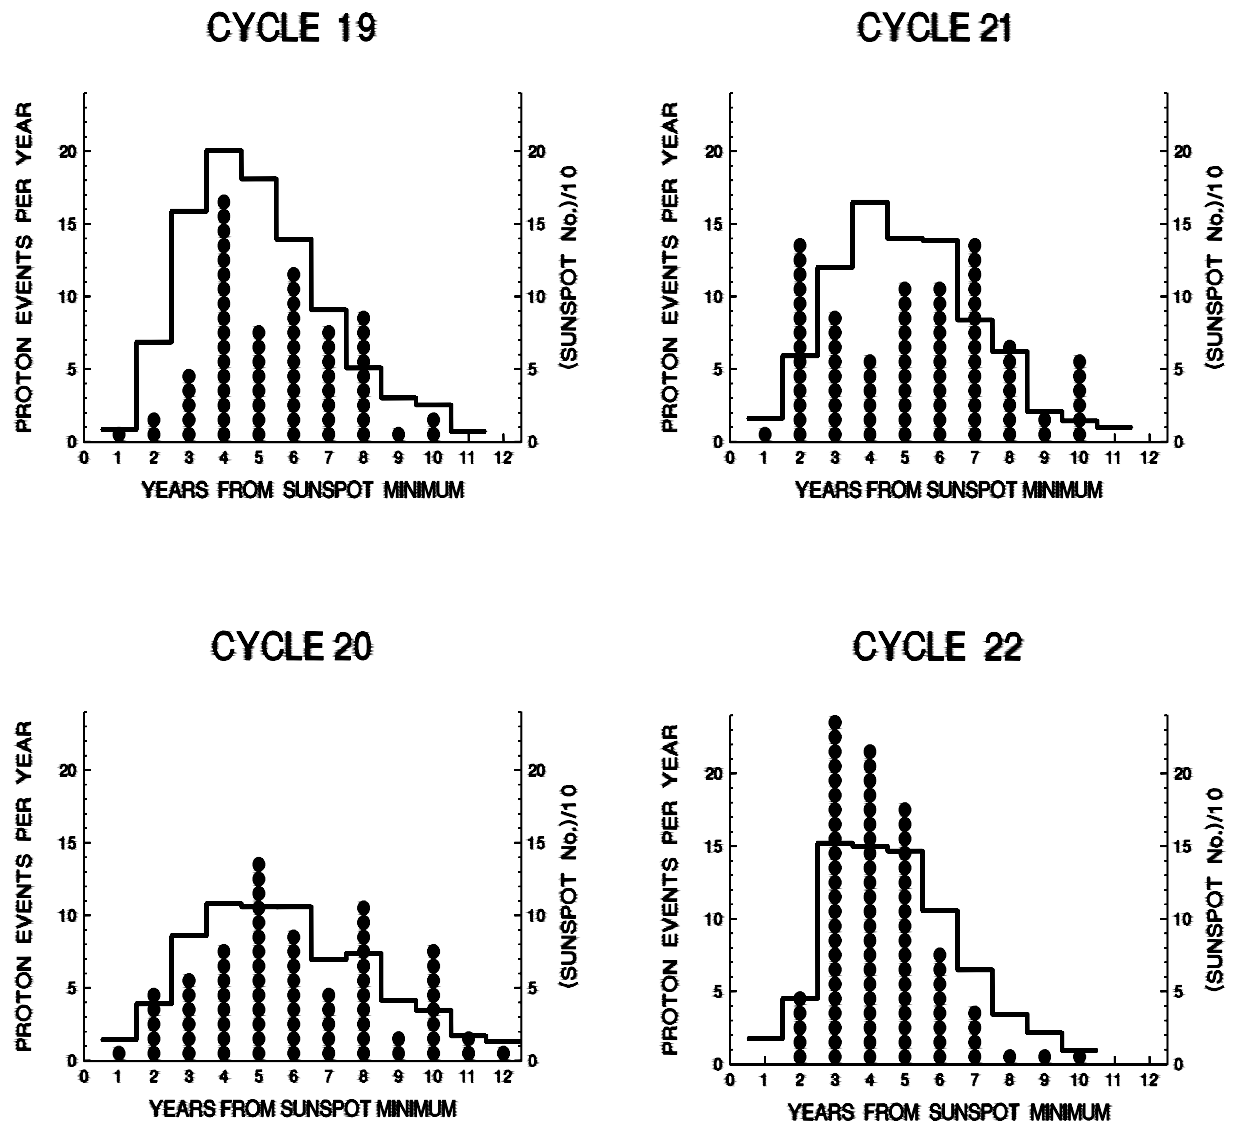 CYCLE 19
PROTON EVENTS PER YEAR
20
15
10
5
0
20
15
10
5
0
(SUNSPOT No.)/10
0 1 2 3 4 5 6 7 8 9 10 11 12
YEARS FROM SUNSPOT MINIMUM
CYCLE 21
PROTON EVENTS PER YEAR
20
15
10
5
0
20
15
10
5
0
(SUNSPOT No.)/10
0 1 2 3 4 5 6 7 8 9 10 11 12
YEARS FROM SUNSPOT MINIMUM
CYCLE 20
PROTON EVENTS PER YEAR
20
15
10
5
0
20
15
10
5
0
(SUNSPOT No.)/10
0 1 2 3 4 5 6 7 8 9 10 11 12
YEARS FROM SUNSPOT MINIMUM
CYCLE 22
PROTON EVENTS PER YEAR
20
15
10
5
0
20
15
10
5
0
(SUNSPOT No.)/10
0 1 2 3 4 5 6 7 8 9 10 11 12
YEARS FROM SUNSPOT MINIMUM